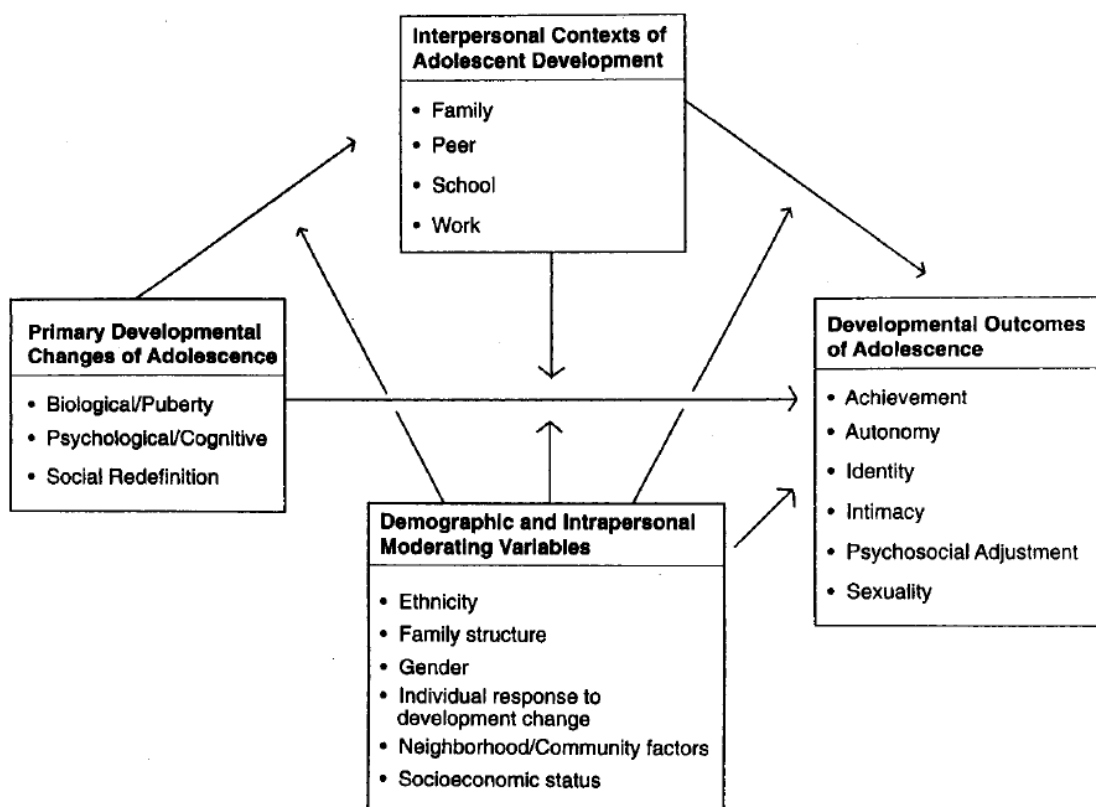 Interpersonal Contexts of
Adolescent Development
• Family
• Peer
• School
• Work
Primary Developmental
Changes of Adolescence
• Biological/Puberty
• Psychological/Cognitive
• Social Redefinition
Developmental Outcomes
of Adolescence
• Achievement
• Autonomy
• Identity
• Intimacy
• Psychosocial Adjustment
• Sexuality
Demographic and Intrapersonal
Moderating Variables
• Ethnicity
• Family structure
• Gender
• Individual response to
development change
• Neighborhood/Community factors
• Socioeconomic status